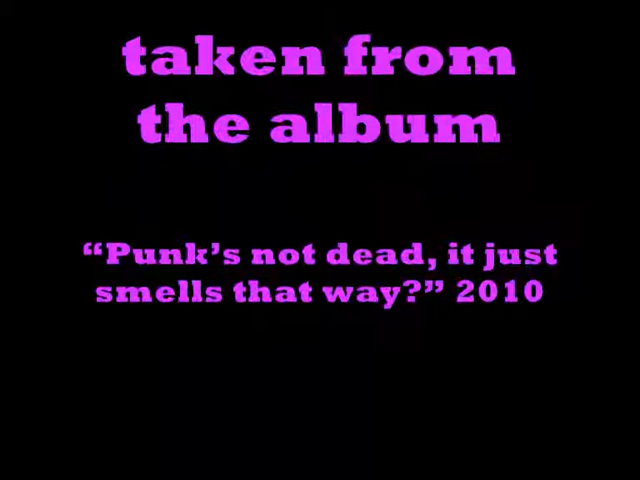 taken from
the album
“Punk’s not dead, it just
smells that way?” 2010